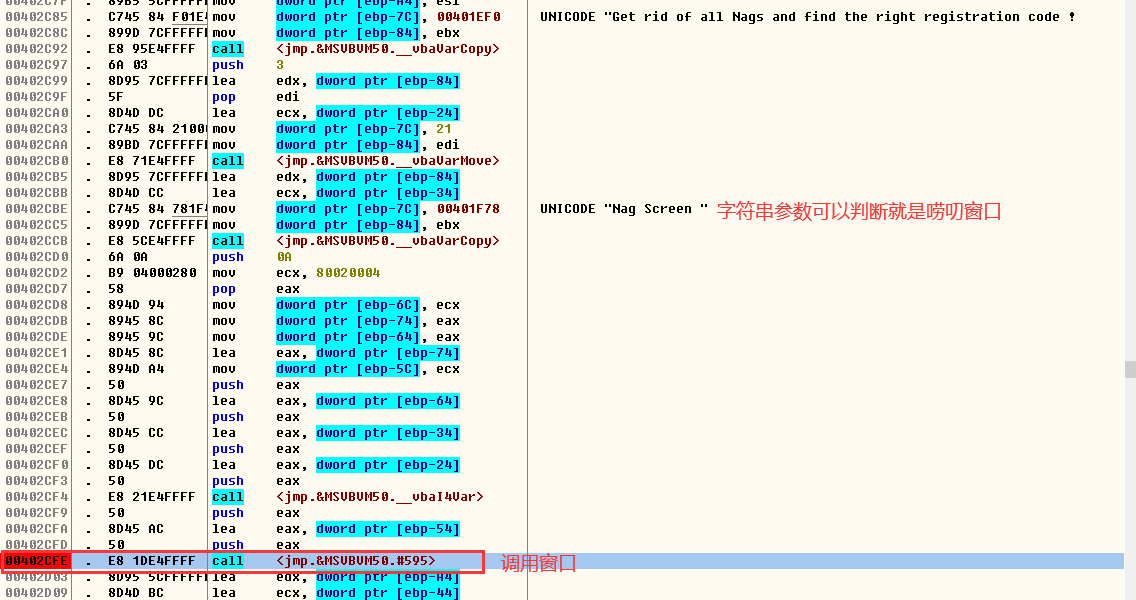 00402C7F . 89B5 5CFFFFFF mov dword ptr [ebp-A4], esi
00402C85 . C745 84 F01E4 mov dword ptr [ebp-7C], 00401EF0 UNICODE "Get rid of all Nags and find the right registration code !
00402C8C . 899D 7CFFFFFF mov dword ptr [ebp-84], ebx
00402C92 . E8 95E4FFFF call <jmp.&MSVBVM50.__vbaVarCopy>
00402C97 . 6A 03 push 3
00402C99 . 8D95 7CFFFFFF lea edx, dword ptr [ebp-84]
00402C9F . 5F pop edi
00402CA0 . 8D4D DC lea ecx, dword ptr [ebp-24]
00402CA3 . C745 84 21000 mov dword ptr [ebp-7C], 21
00402CAA . 89BD 7CFFFFFF mov dword ptr [ebp-84], edi
00402CB0 . E8 71E4FFFF call <jmp.&MSVBVM50.__vbaVarMove>
00402CB5 . 8D95 7CFFFFFF lea edx, dword ptr [ebp-84]
00402CBB . 8D4D CC lea ecx, dword ptr [ebp-34]
00402CBE . C745 84 781F4 mov dword ptr [ebp-7C], 00401F78 UNICODE "Nag Screen " 字符串参数可以判断就是唠叨窗口
00402CC5 . 899D 7CFFFFFF mov dword ptr [ebp-84], ebx
00402CCB . E8 5CE4FFFF call <jmp.&MSVBVM50.__vbaVarCopy>
00402CD0 . 6A 0A push 0A
00402CD2 . B9 04000280 mov ecx, 80020004
00402CD7 . 58 pop eax
00402CD8 . 894D 94 mov dword ptr [ebp-6C], ecx
00402CDB . 8945 8C mov dword ptr [ebp-74], eax
00402CDE . 8945 9C mov dword ptr [ebp-64], eax
00402CE1 . 8D45 8C lea eax, dword ptr [ebp-74]
00402CE4 . 894D A4 mov dword ptr [ebp-5C], ecx
00402CE7 . 50 push eax
00402CE8 . 8D45 9C lea eax, dword ptr [ebp-64]
00402CEB . 50 push eax
00402CEC . 8D45 CC lea eax, dword ptr [ebp-34]
00402CEF . 50 push eax
00402CF0 . 8D45 DC lea eax, dword ptr [ebp-24]
00402CF3 . 50 push eax
00402CF4 . E8 21E4FFFF call <jmp.&MSVBVM50.__vbaI4Var>
00402CF9 . 50 push eax
00402CFA . 8D45 AC lea eax, dword ptr [ebp-54]
00402CFD . 50 push eax
00402CFE . E8 1DE4FFFF call <jmp.&MSVBVM50.#595> 调用窗口
00402D03 . 8D95 5CFFFFFF lea edx, dword ptr [ebp-A4]
00402D09 . 8D4D BC lea ecx, dword ptr [ebp-44]